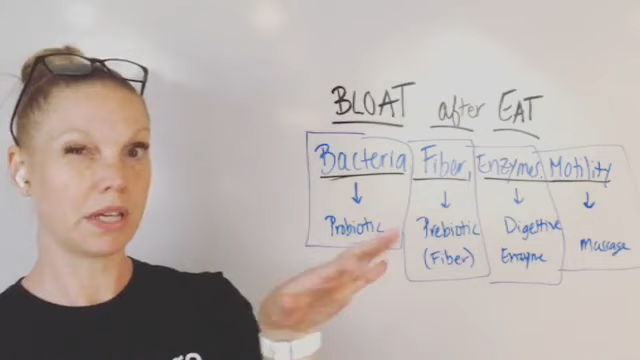 BLOAT after EAT
Bacteria Fiber, Enzymes, Motility
Probiotic Prebiotic Digestive Massage
(Fiber) Enzyme